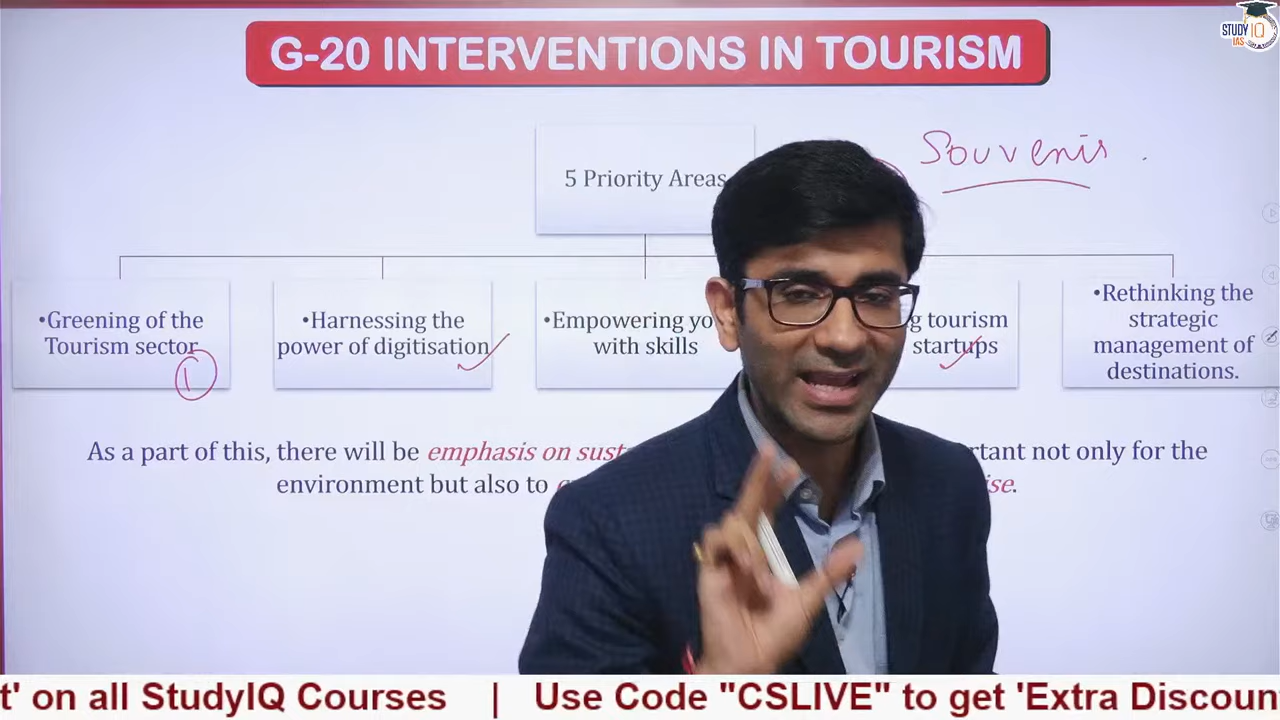 STUDY IQ
IAS
G-20 INTERVENTIONS IN TOURISM
Souvenir
5 Priority Areas
•Greening of the
Tourism sector
1
•Harnessing the
power of digitisation
•Empowering yo
with skills
g tourism
startups
•Rethinking the
strategic
management of
destinations.
As a part of this, there will be emphasis on sust rtant not only for the
environment but also to ise.
t' on all StudyIQ Courses | Use Code "CSLIVE" to get 'Extra Discoun